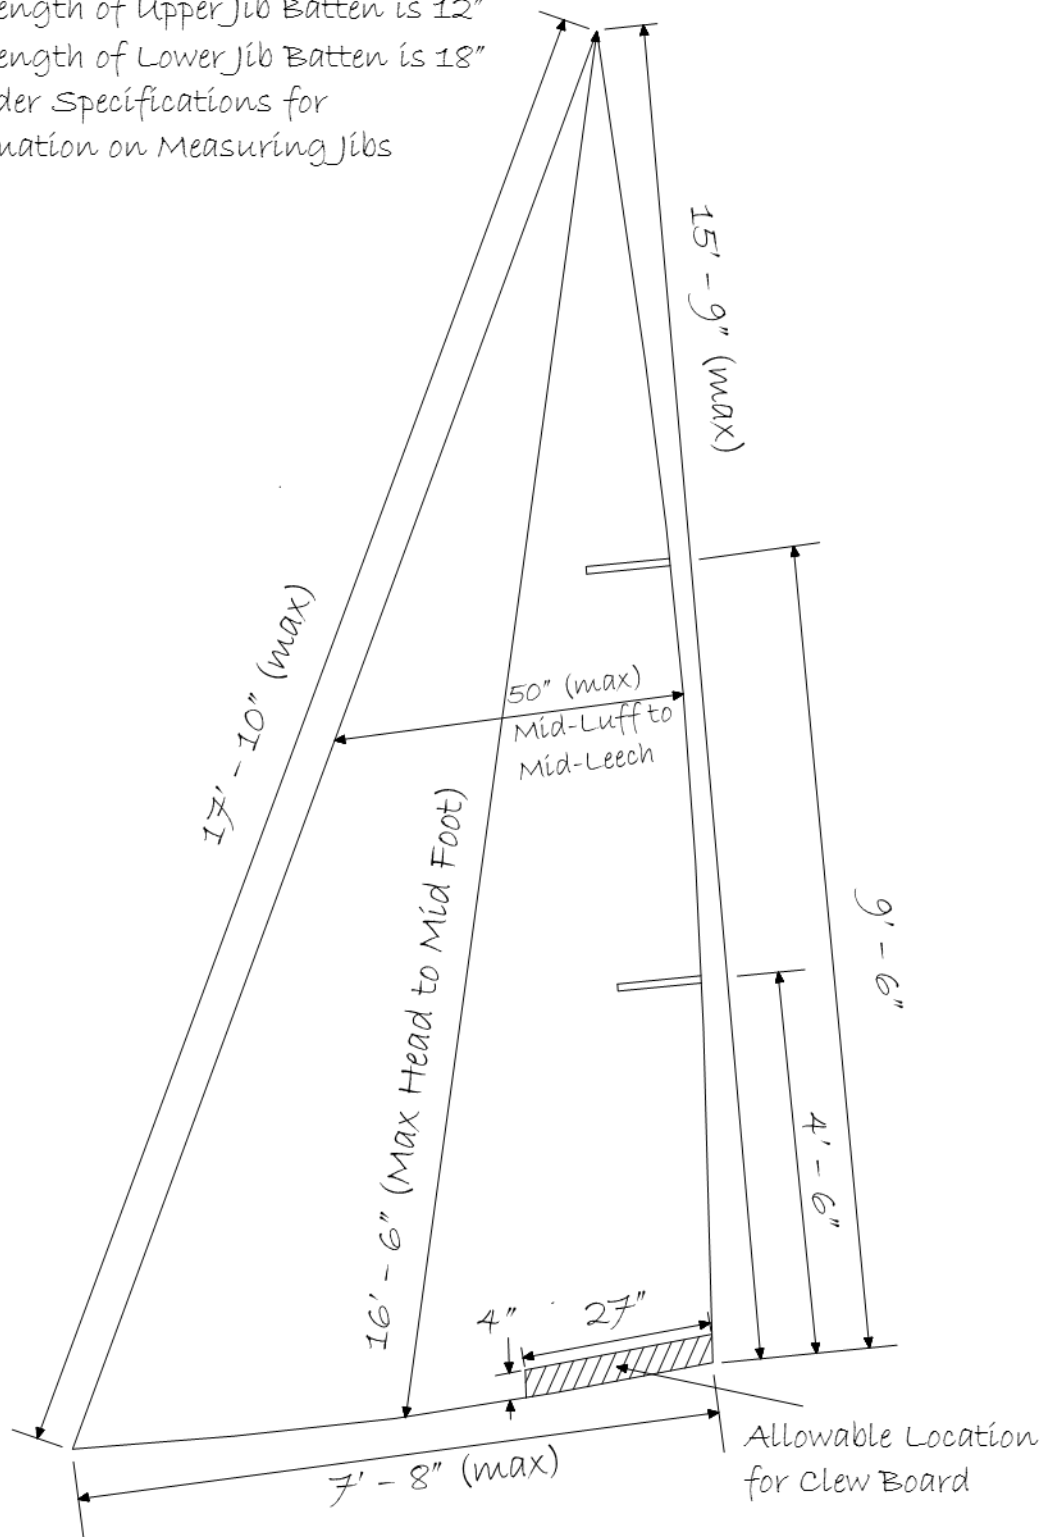 ength of Upper Jib Batten is 12"
ength of Lower Jib Batten is 18"
der Specifications for
mation on Measuring Jibs
15' - 9" (max)
17' - 10" (max)
50" (max)
Mid-Luff to
Mid-Leech
16' - 6" (Max Head to Mid Foot)
9' - 6"
4' - 6"
4"
27"
7' - 8" (max)
Allowable Location
for Clew Board